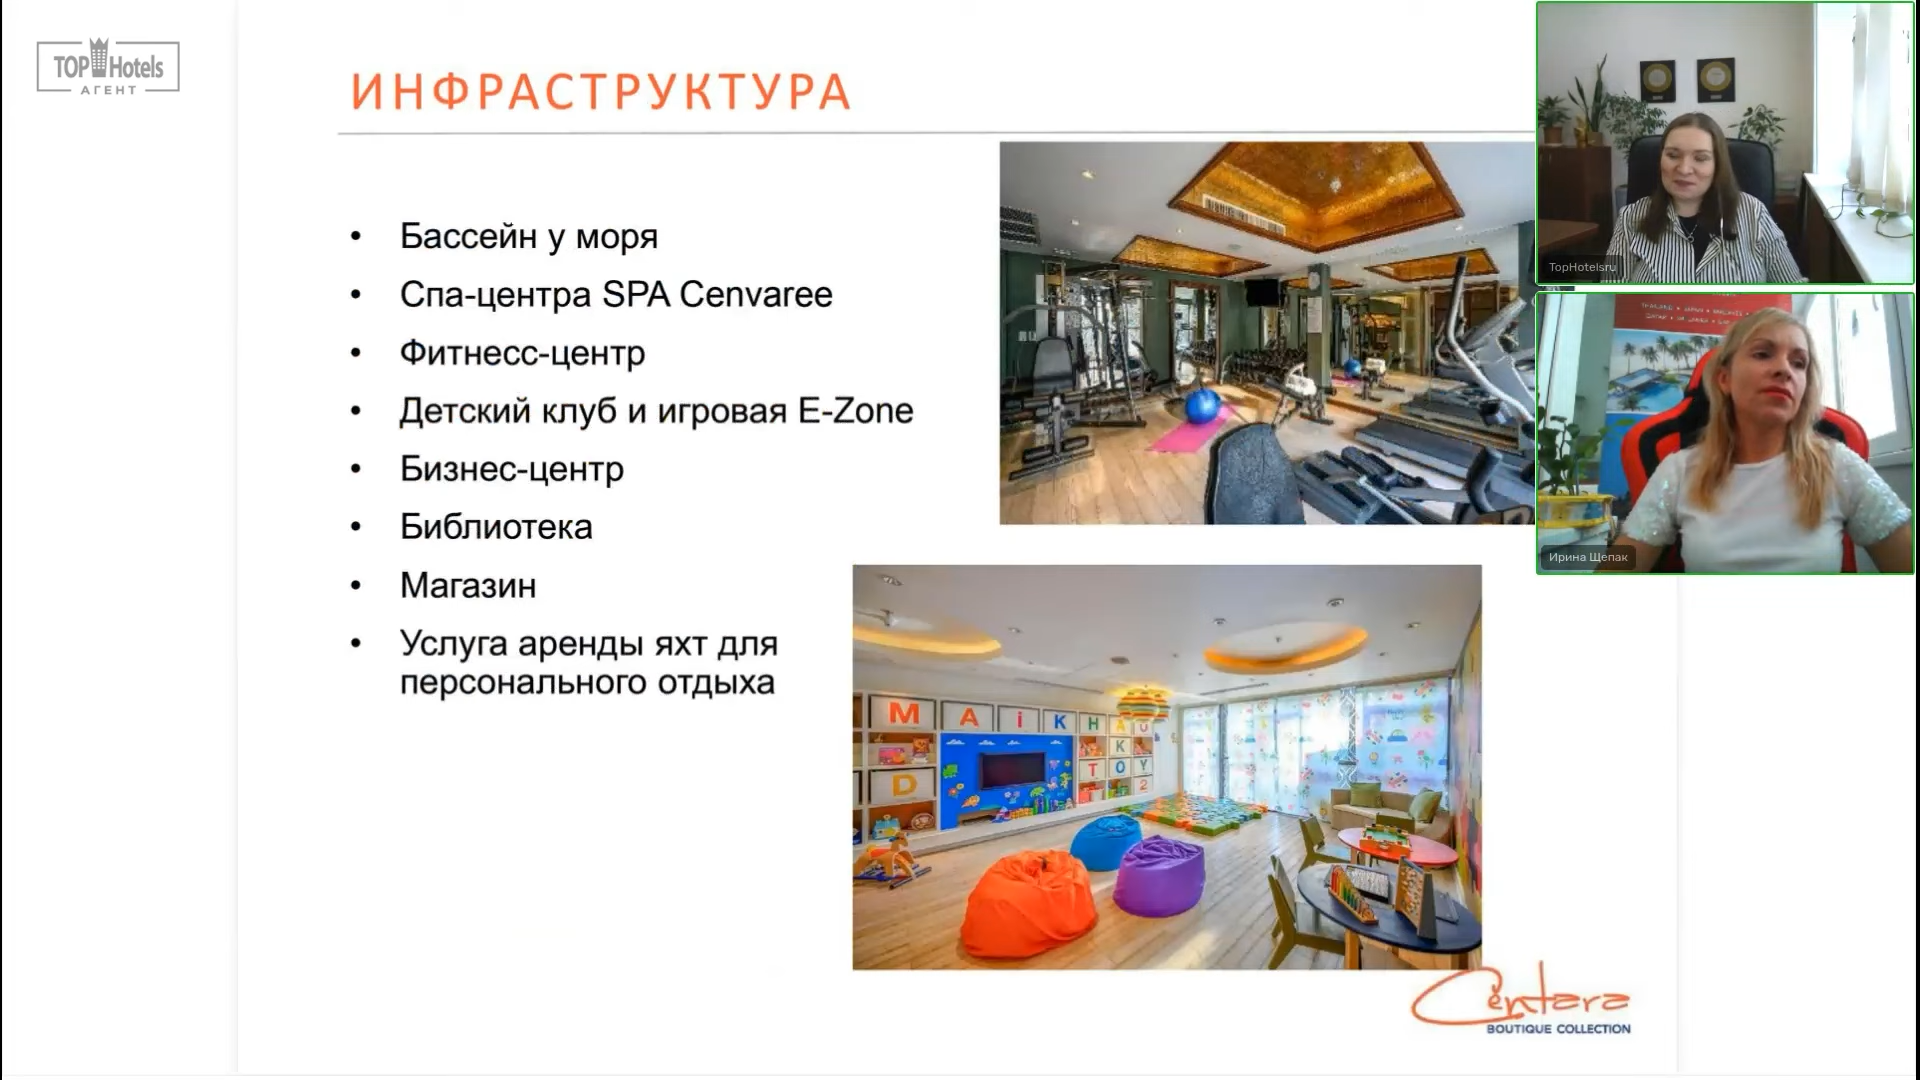 TOP Hotels
АГЕНТ
ИНФРАСТРУКТУРА
• Бассейн у моря
• Спа-центра SPA Cenvaree
• Фитнесс-центр
• Детский клуб и игровая E-Zone
• Бизнес-центр
• Библиотека
• Магазин
• Услуга аренды яхт для
персонального отдыха
TopHotelsru
Ирина Щепак
M A i K H A U
K
D T O Y
2
Centara
BOUTIQUE COLLECTION